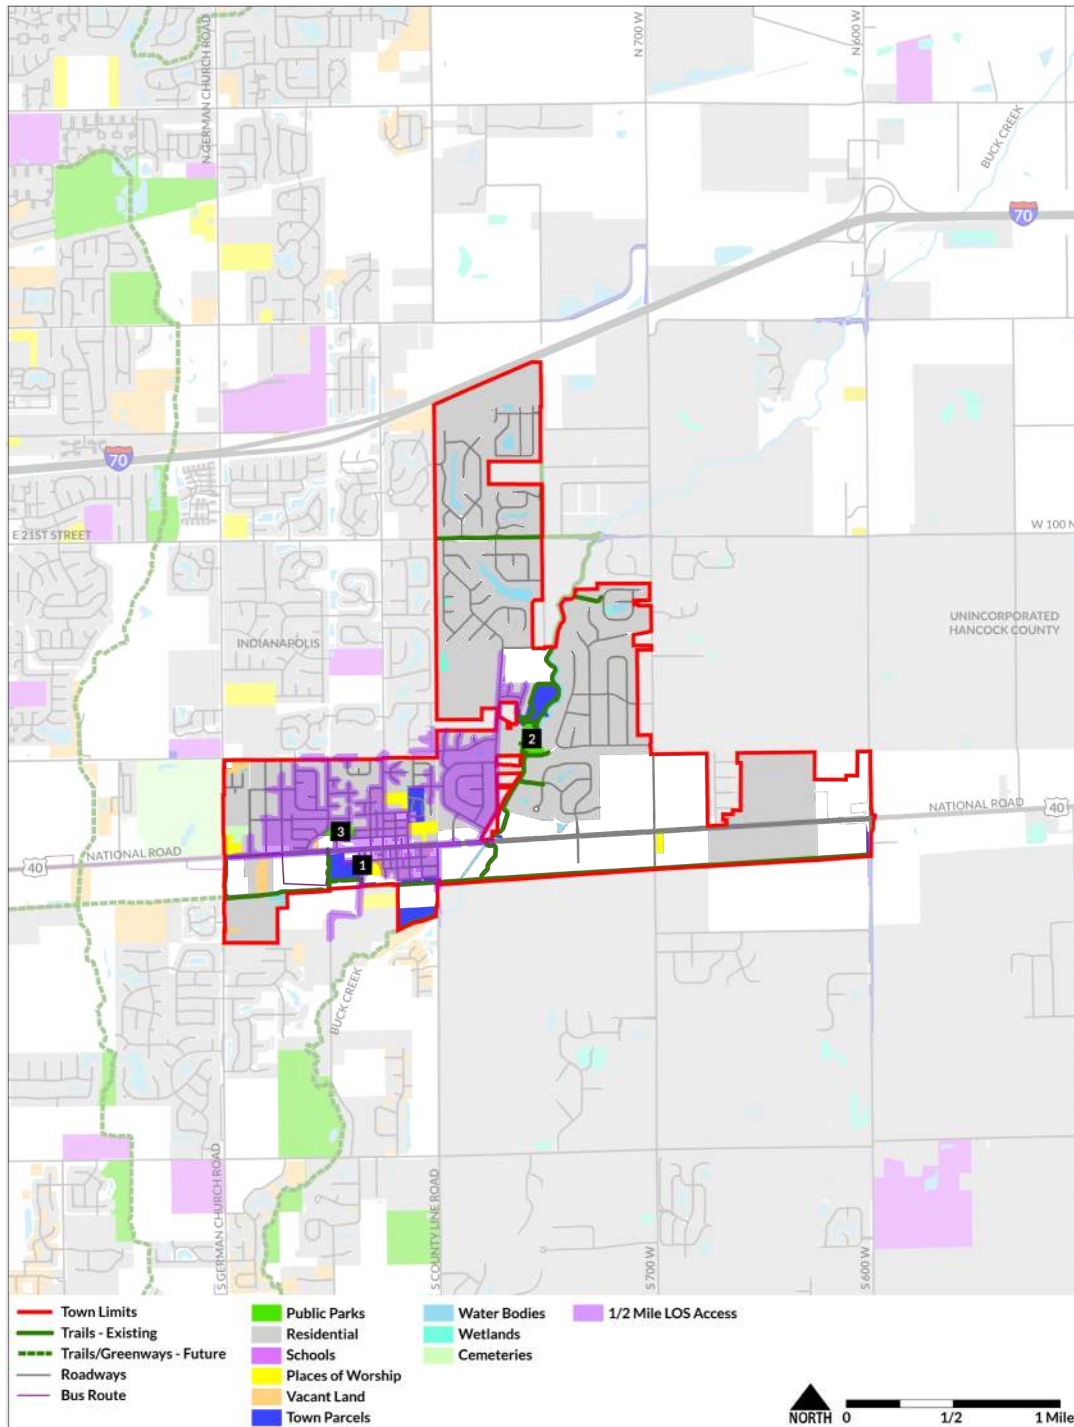 N GERMAN CHURCH ROAD
N 700 W
N 600 W
BUCK CREEK
70
70
E 21ST STREET
W 100 N
INDIANAPOLIS
UNINCORPORATED
HANCOCK COUNTY
2
3
1
NATIONAL ROAD
40
NATIONAL ROAD
40
BUCK CREEK
S GERMAN CHURCH ROAD
S COUNTY LINE ROAD
S 700 W
S 600 W
Town Limits
Trails - Existing
Trails/Greenways - Future
Roadways
Bus Route
Public Parks
Residential
Schools
Places of Worship
Vacant Land
Town Parcels
Water Bodies
Wetlands
Cemeteries
1/2 Mile LOS Access
NORTH 0 1/2 1 Mile